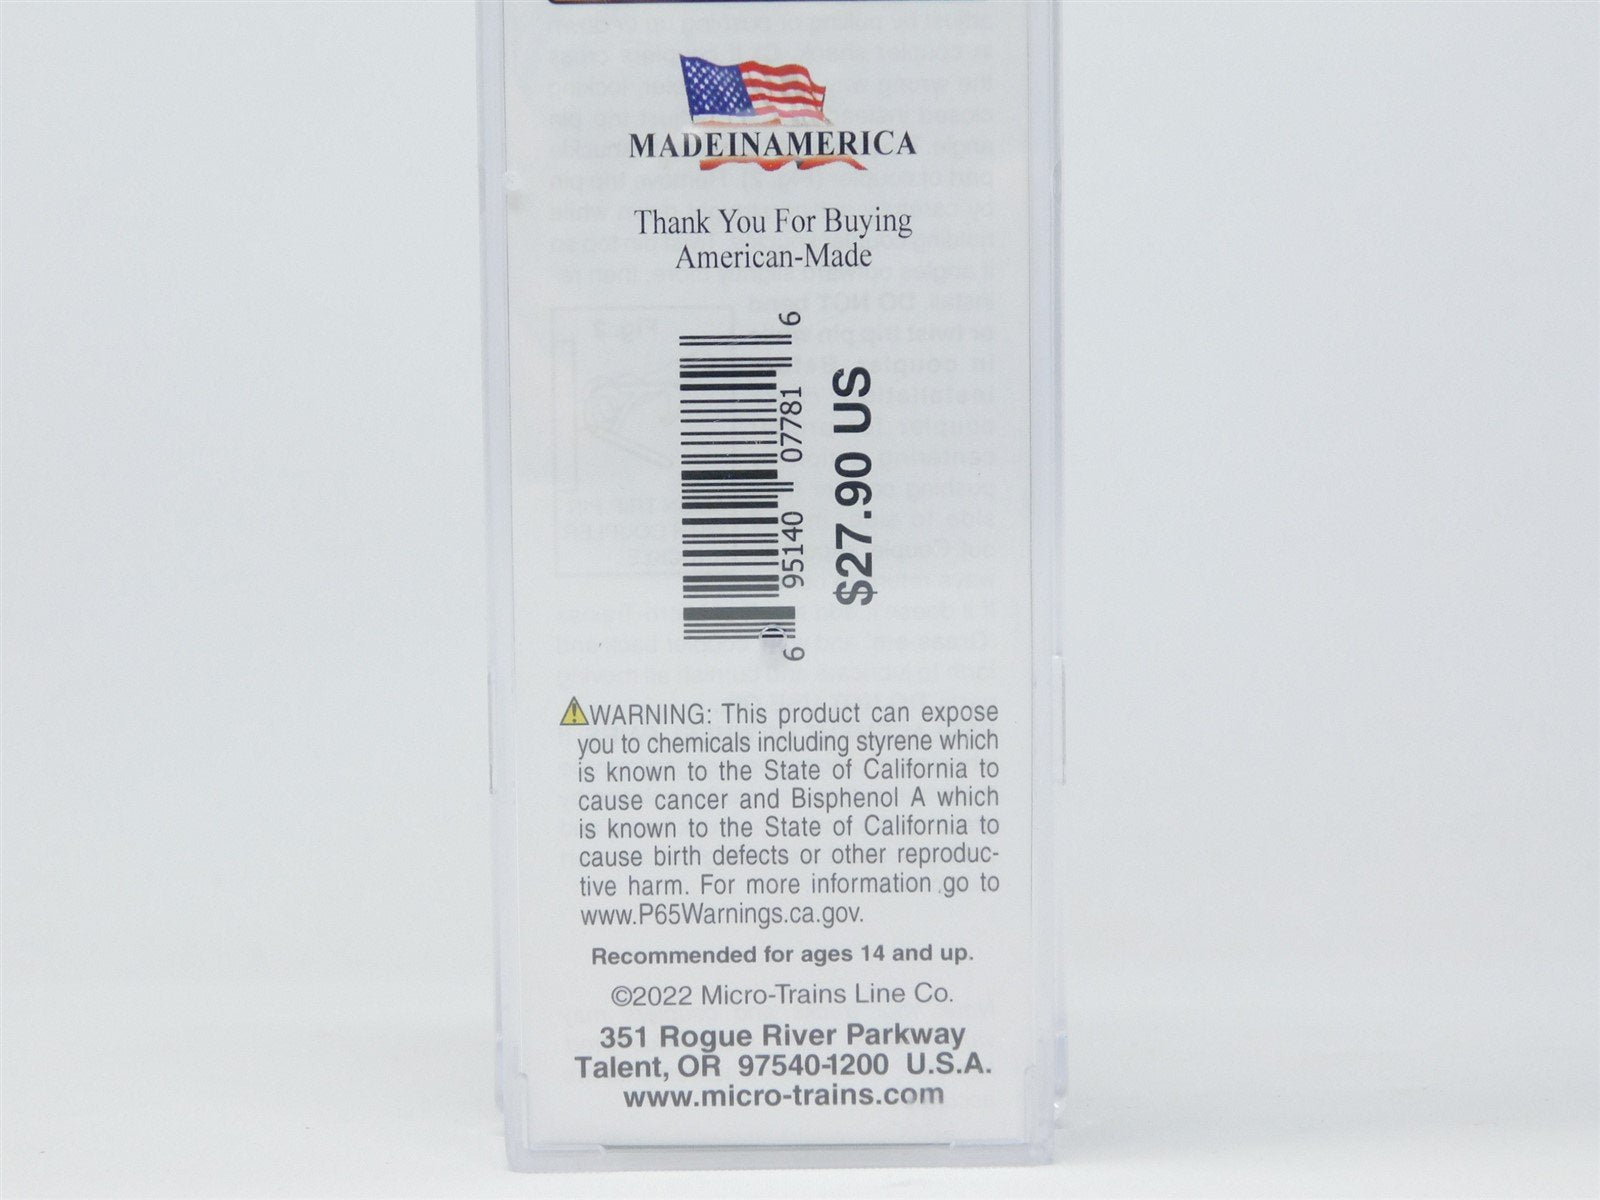 MADEINAMERICA
Thank You For Buying
American-Made
6 95140 07781 6
$27.90 US
WARNING: This product can expose
you to chemicals including styrene which
is known to the State of California to
cause cancer and Bisphenol A which
is known to the State of California to
cause birth defects or other reproduc-
tive harm. For more information go to
www.P65Warnings.ca.gov.
Recommended for ages 14 and up.
©2022 Micro-Trains Line Co.
351 Rogue River Parkway
Talent, OR 97540-1200 U.S.A.
www.micro-trains.com